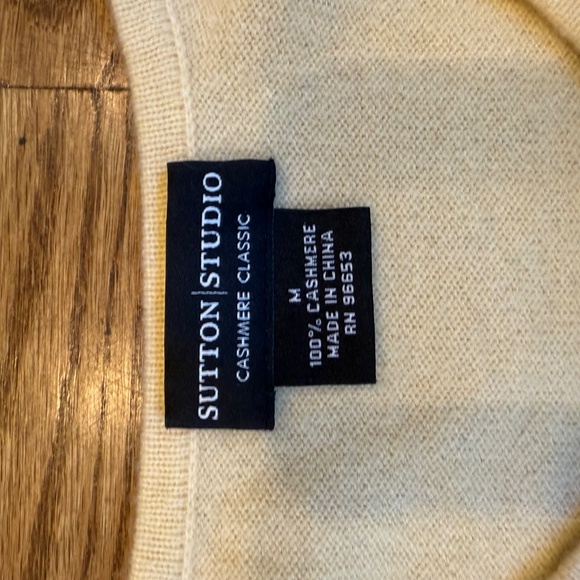 SUTTON|STUDIO
CASHMERE CLASSIC
M
100% CASHMERE
MADE IN CHINA
RN 96653